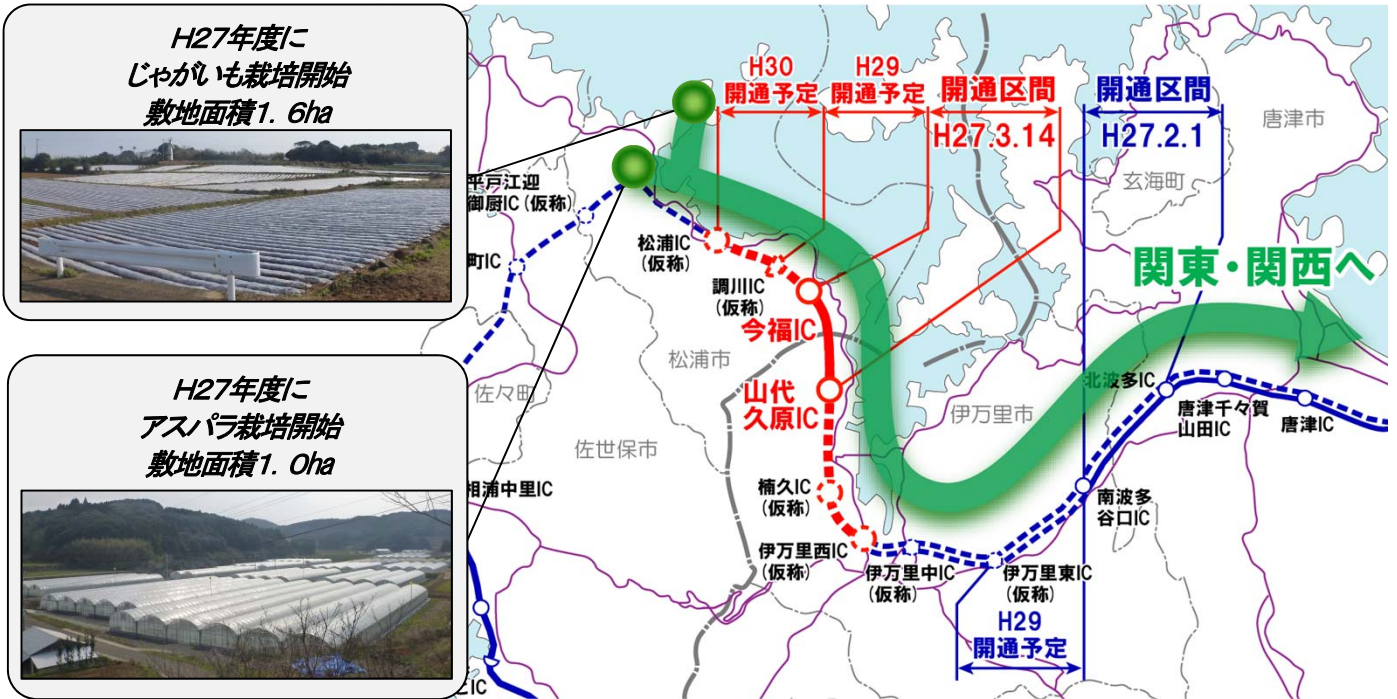 H27年度に
じゃがいも栽培開始
敷地面積1．6ha
H27年度に
アスパラ栽培開始
敷地面積1．0ha
H30
開通予定
H29
開通予定
開通区間
H27.3.14
開通区間
H27.2.1
唐津市
玄海町
平戸江迎
御厨IC(仮称)
町IC
松浦IC
(仮称)
調川IC
(仮称)
今福IC
関東・関西へ
松浦市
佐々町
山代
久原IC
伊万里市
北波多IC
唐津千々賀
山田IC
唐津IC
佐世保市
相浦中里IC
楠久IC
(仮称)
南波多
谷口IC
伊万里西IC
(仮称)
伊万里中IC
(仮称)
伊万里東IC
(仮称)
H29
開通予定
IC